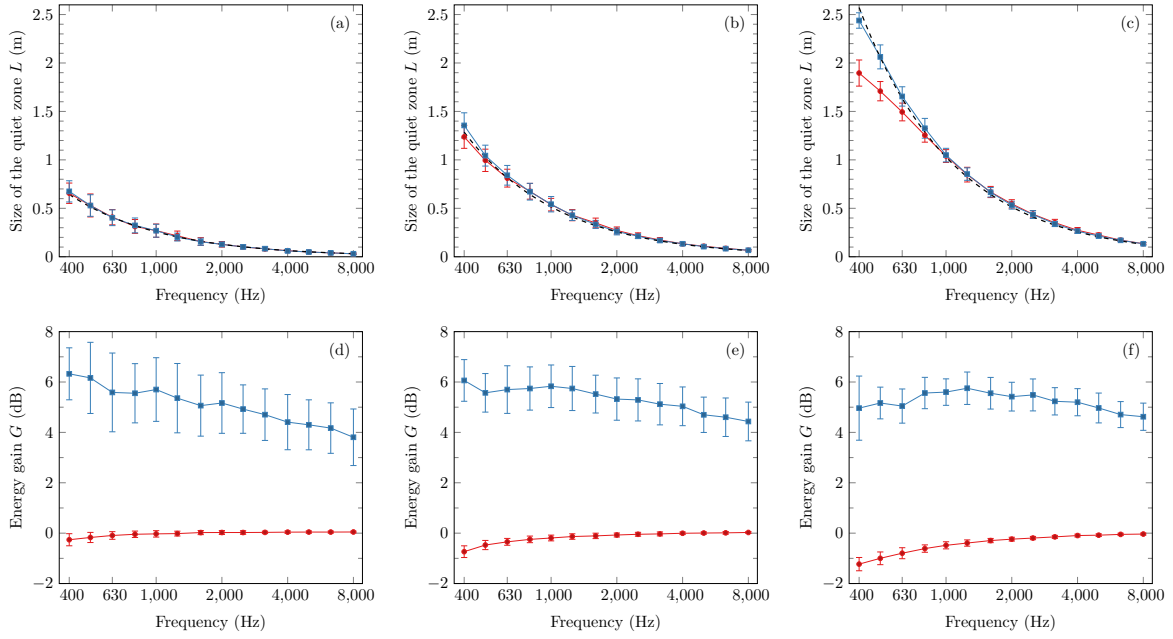 (a)
Size of the quiet zone L (m)
2.5
2
1.5
1
0.5
0
400 630 1,000 2,000 4,000 8,000
Frequency (Hz)
(b)
Size of the quiet zone L (m)
2.5
2
1.5
1
0.5
0
400 630 1,000 2,000 4,000 8,000
Frequency (Hz)
(c)
Size of the quiet zone L (m)
2.5
2
1.5
1
0.5
0
400 630 1,000 2,000 4,000 8,000
Frequency (Hz)
(d)
Energy gain G (dB)
8
6
4
2
0
−2
400 630 1,000 2,000 4,000 8,000
Frequency (Hz)
(e)
Energy gain G (dB)
8
6
4
2
0
−2
400 630 1,000 2,000 4,000 8,000
Frequency (Hz)
(f)
Energy gain G (dB)
8
6
4
2
0
−2
400 630 1,000 2,000 4,000 8,000
Frequency (Hz)